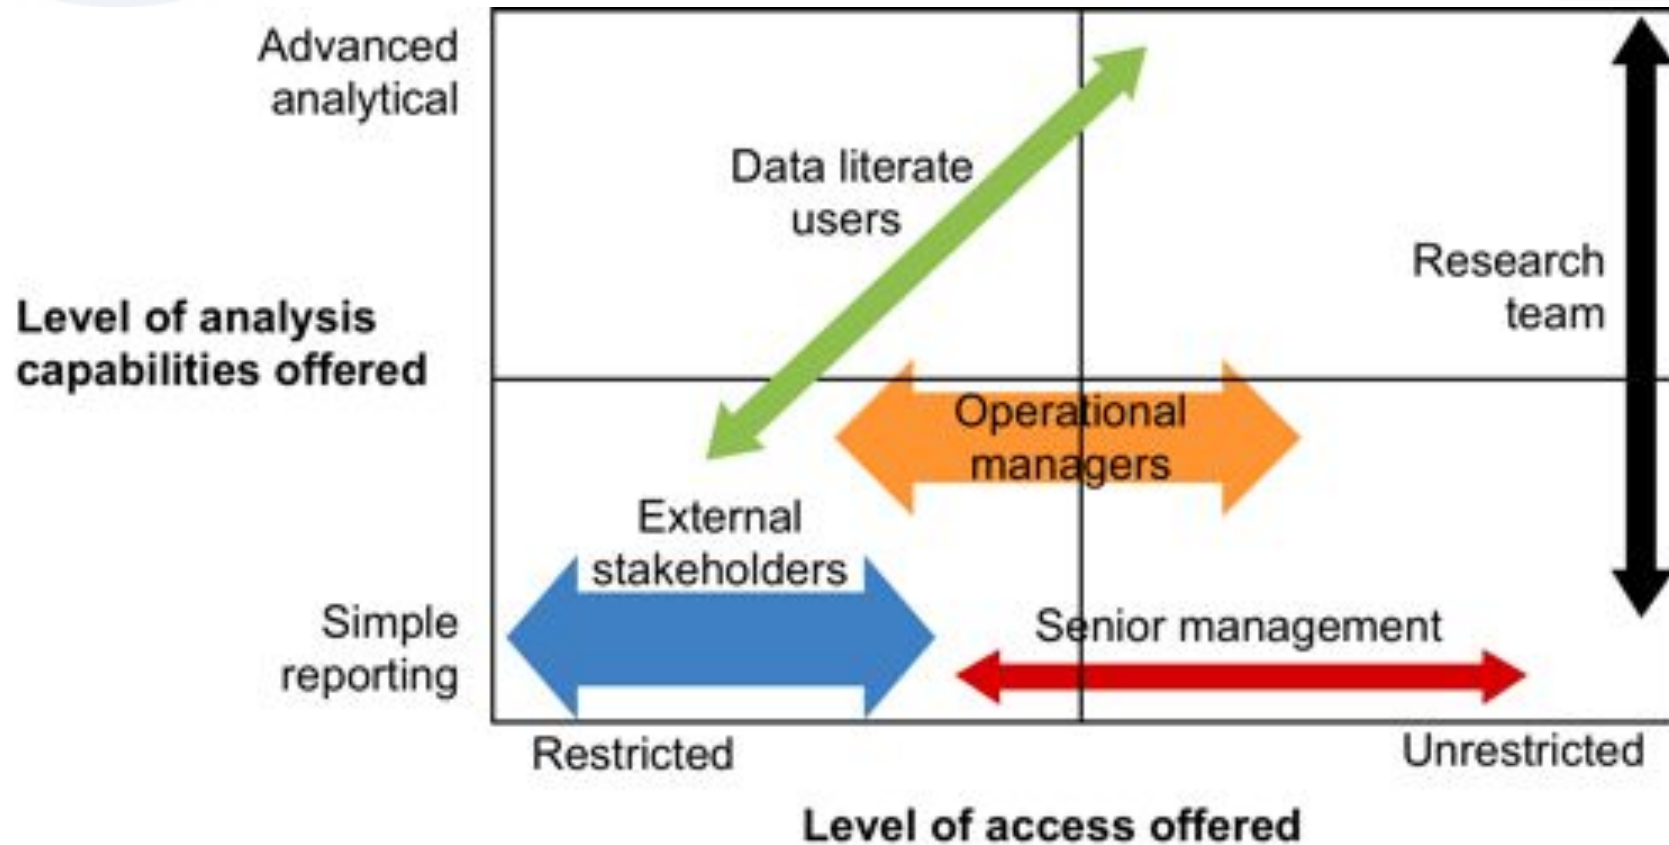 Advanced
analytical
Data literate
users
Research
team
Level of analysis
capabilities offered
Operational
managers
External
stakeholders
Simple
reporting
Senior management
Restricted
Unrestricted
Level of access offered